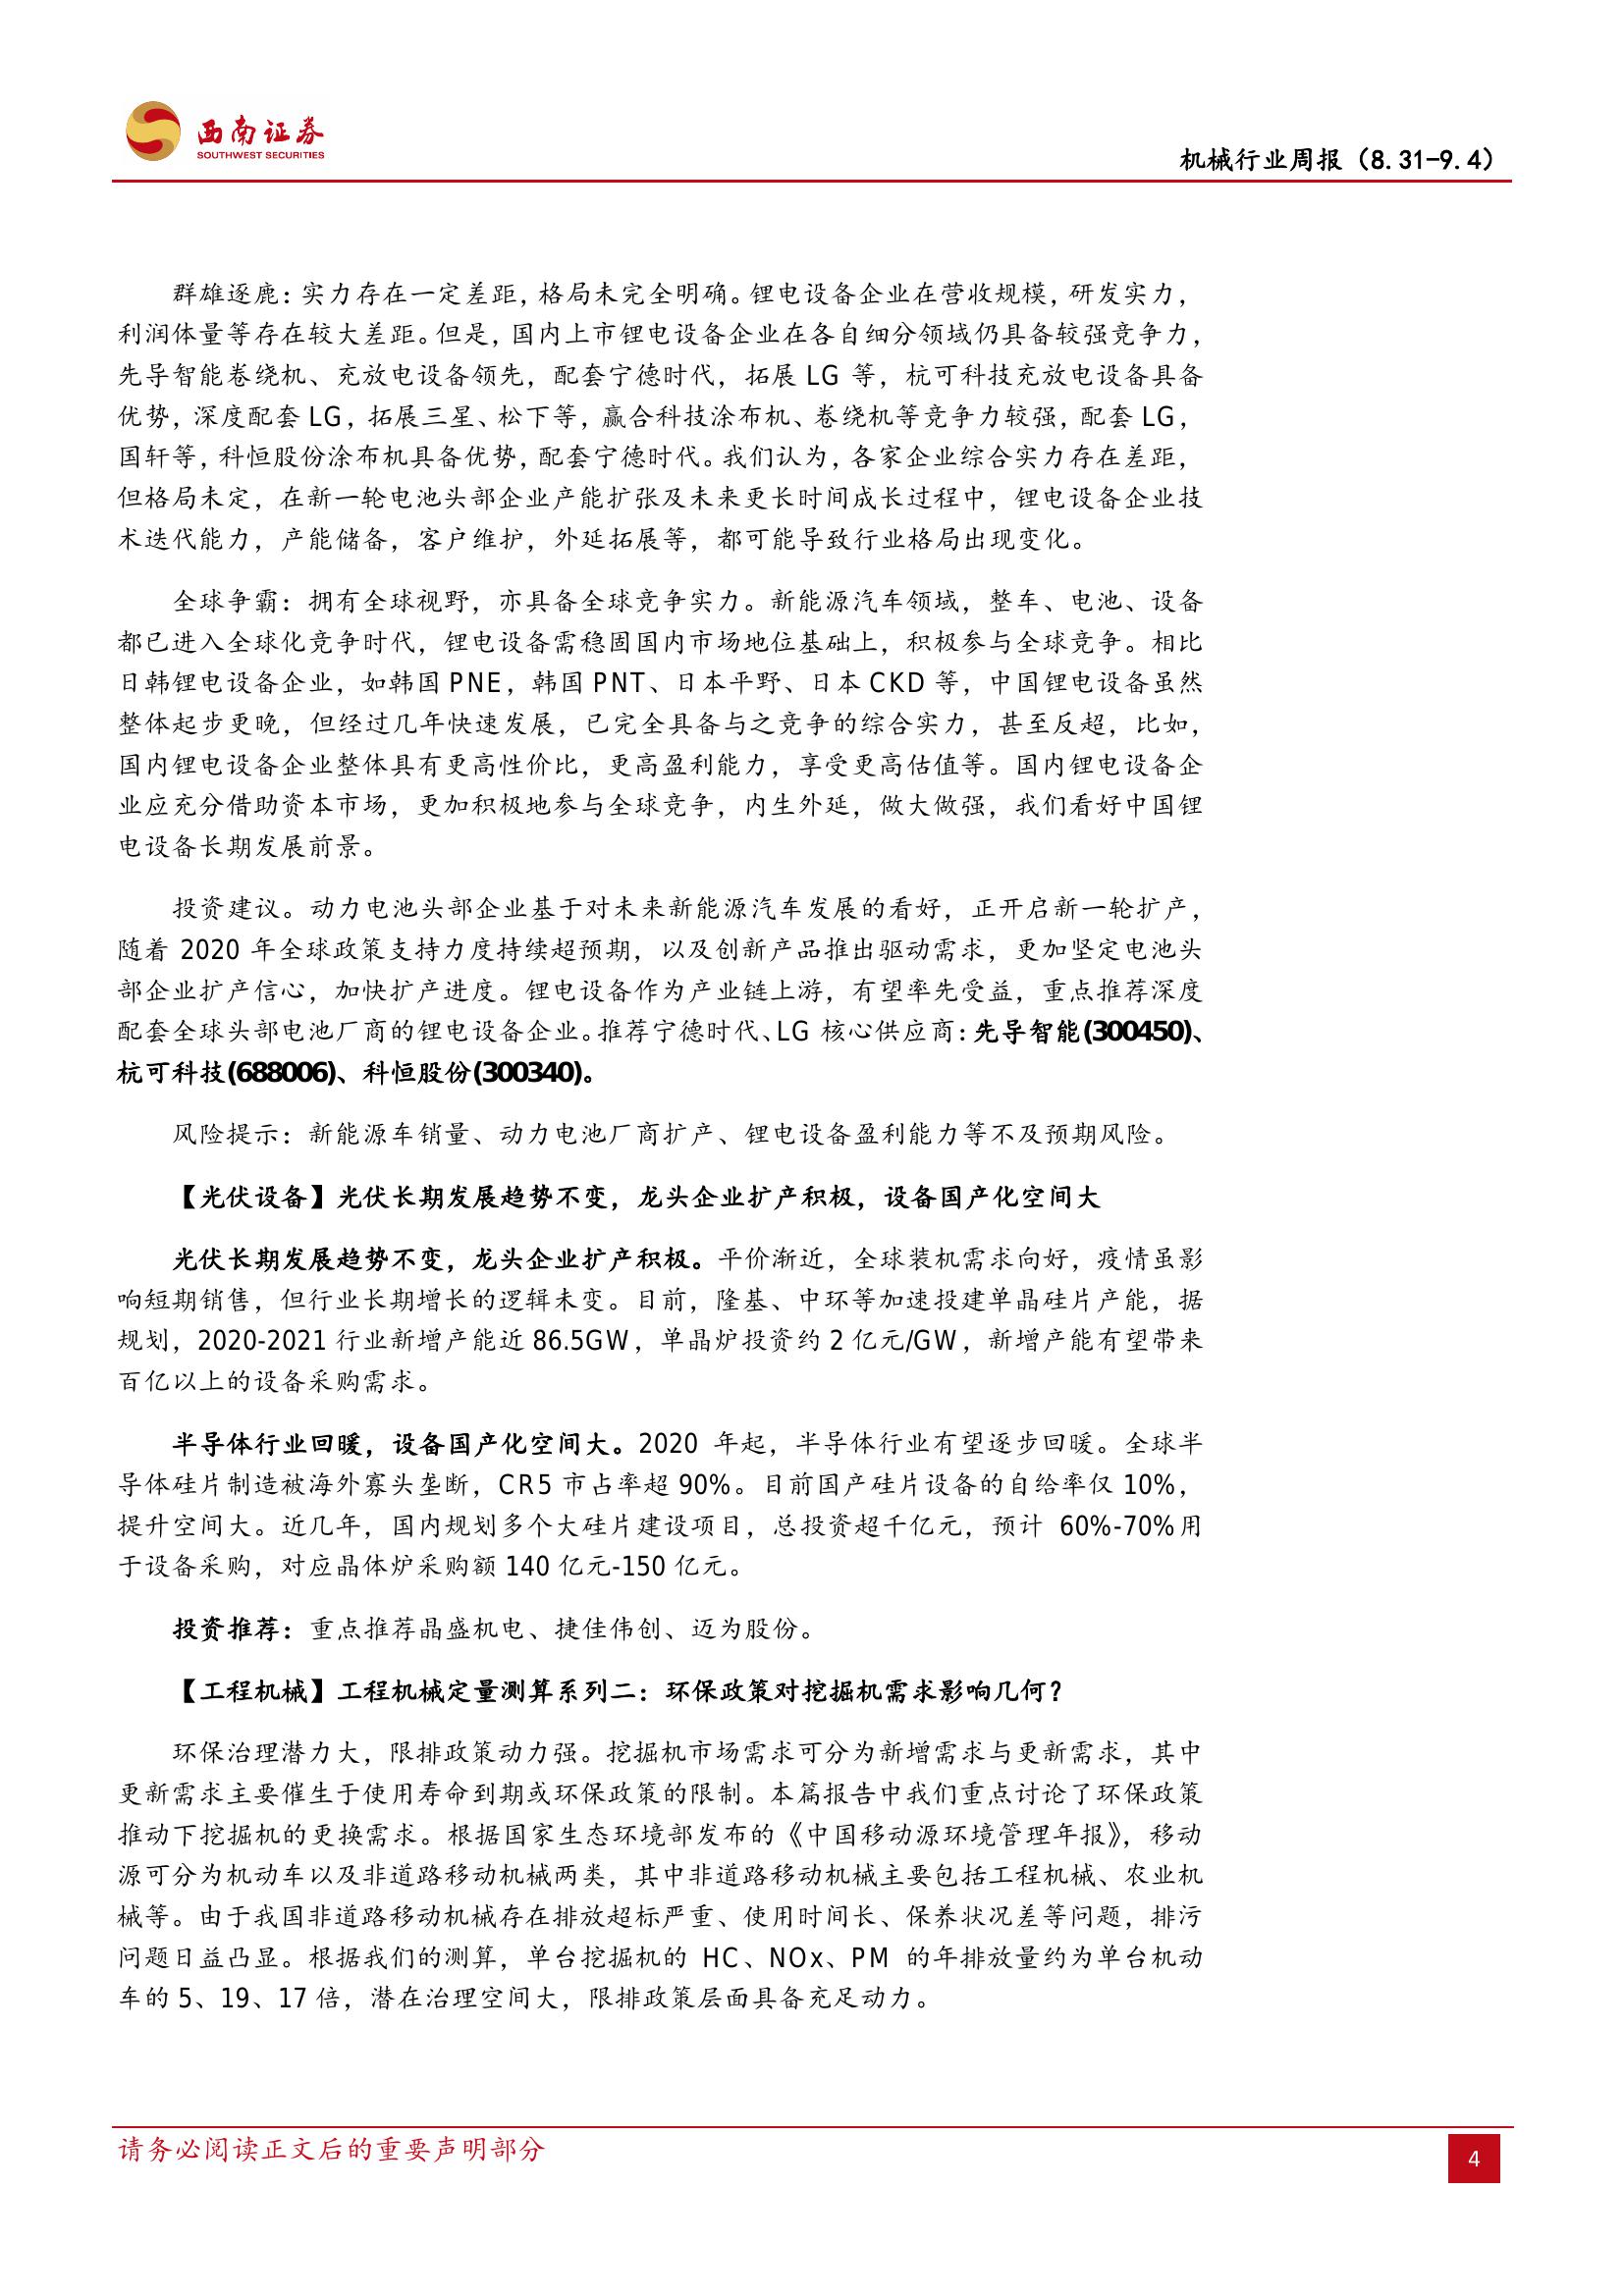 西南证券
SOUTHWEST SECURITIES
机械行业周报（8.31-9.4）
群雄逐鹿：实力存在一定差距，格局未完全明确。锂电设备企业在营收规模，研发实力，
利润体量等存在较大差距。但是，国内上市锂电设备企业在各自细分领域仍具备较强竞争力，
先导智能卷绕机、充放电设备领先，配套宁德时代，拓展 LG 等，杭可科技充放电设备具备
优势，深度配套 LG，拓展三星、松下等，赢合科技涂布机、卷绕机等竞争力较强，配套 LG，
国轩等，科恒股份涂布机具备优势，配套宁德时代。我们认为，各家企业综合实力存在差距，
但格局未定，在新一轮电池头部企业产能扩张及未来更长时间成长过程中，锂电设备企业技
术迭代能力，产能储备，客户维护，外延拓展等，都可能导致行业格局出现变化。
全球争霸：拥有全球视野，亦具备全球竞争实力。新能源汽车领域，整车、电池、设备
都已进入全球化竞争时代，锂电设备需稳固国内市场地位基础上，积极参与全球竞争。相比
日韩锂电设备企业，如韩国 PNE，韩国 PNT、日本平野、日本 CKD 等，中国锂电设备虽然
整体起步更晚，但经过几年快速发展，已完全具备与之竞争的综合实力，甚至反超，比如，
国内锂电设备企业整体具有更高性价比，更高盈利能力，享受更高估值等。国内锂电设备企
业应充分借助资本市场，更加积极地参与全球竞争，内生外延，做大做强，我们看好中国锂
电设备长期发展前景。
投资建议。动力电池头部企业基于对未来新能源汽车发展的看好，正开启新一轮扩产，
随着 2020 年全球政策支持力度持续超预期，以及创新产品推出驱动需求，更加坚定电池头
部企业扩产信心，加快扩产进度。锂电设备作为产业链上游，有望率先受益，重点推荐深度
配套全球头部电池厂商的锂电设备企业。推荐宁德时代、LG 核心供应商：先导智能(300450)、
杭可科技(688006)、科恒股份(300340)。
风险提示：新能源车销量、动力电池厂商扩产、锂电设备盈利能力等不及预期风险。
【光伏设备】光伏长期发展趋势不变，龙头企业扩产积极，设备国产化空间大
光伏长期发展趋势不变，龙头企业扩产积极。平价渐近，全球装机需求向好，疫情虽影
响短期销售，但行业长期增长的逻辑未变。目前，隆基、中环等加速投建单晶硅片产能，据
规划，2020-2021 行业新增产能近 86.5GW，单晶炉投资约 2 亿元/GW，新增产能有望带来
百亿以上的设备采购需求。
半导体行业回暖，设备国产化空间大。2020 年起，半导体行业有望逐步回暖。全球半
导体硅片制造被海外寡头垄断，CR5 市占率超 90%。目前国产硅片设备的自给率仅 10%，
提升空间大。近几年，国内规划多个大硅片建设项目，总投资超千亿元，预计 60%-70%用
于设备采购，对应晶体炉采购额 140 亿元-150 亿元。
投资推荐：重点推荐晶盛机电、捷佳伟创、迈为股份。
【工程机械】工程机械定量测算系列二：环保政策对挖掘机需求影响几何？
环保治理潜力大，限排政策动力强。挖掘机市场需求可分为新增需求与更新需求，其中
更新需求主要催生于使用寿命到期或环保政策的限制。本篇报告中我们重点讨论了环保政策
推动下挖掘机的更换需求。根据国家生态环境部发布的《中国移动源环境管理年报》，移动
源可分为机动车以及非道路移动机械两类，其中非道路移动机械主要包括工程机械、农业机
械等。由于我国非道路移动机械存在排放超标严重、使用时间长、保养状况差等问题，排污
问题日益凸显。根据我们的测算，单台挖掘机的 HC、NOx、PM 的年排放量约为单台机动
车的 5、19、17 倍，潜在治理空间大，限排政策层面具备充足动力。
请务必阅读正文后的重要声明部分
4